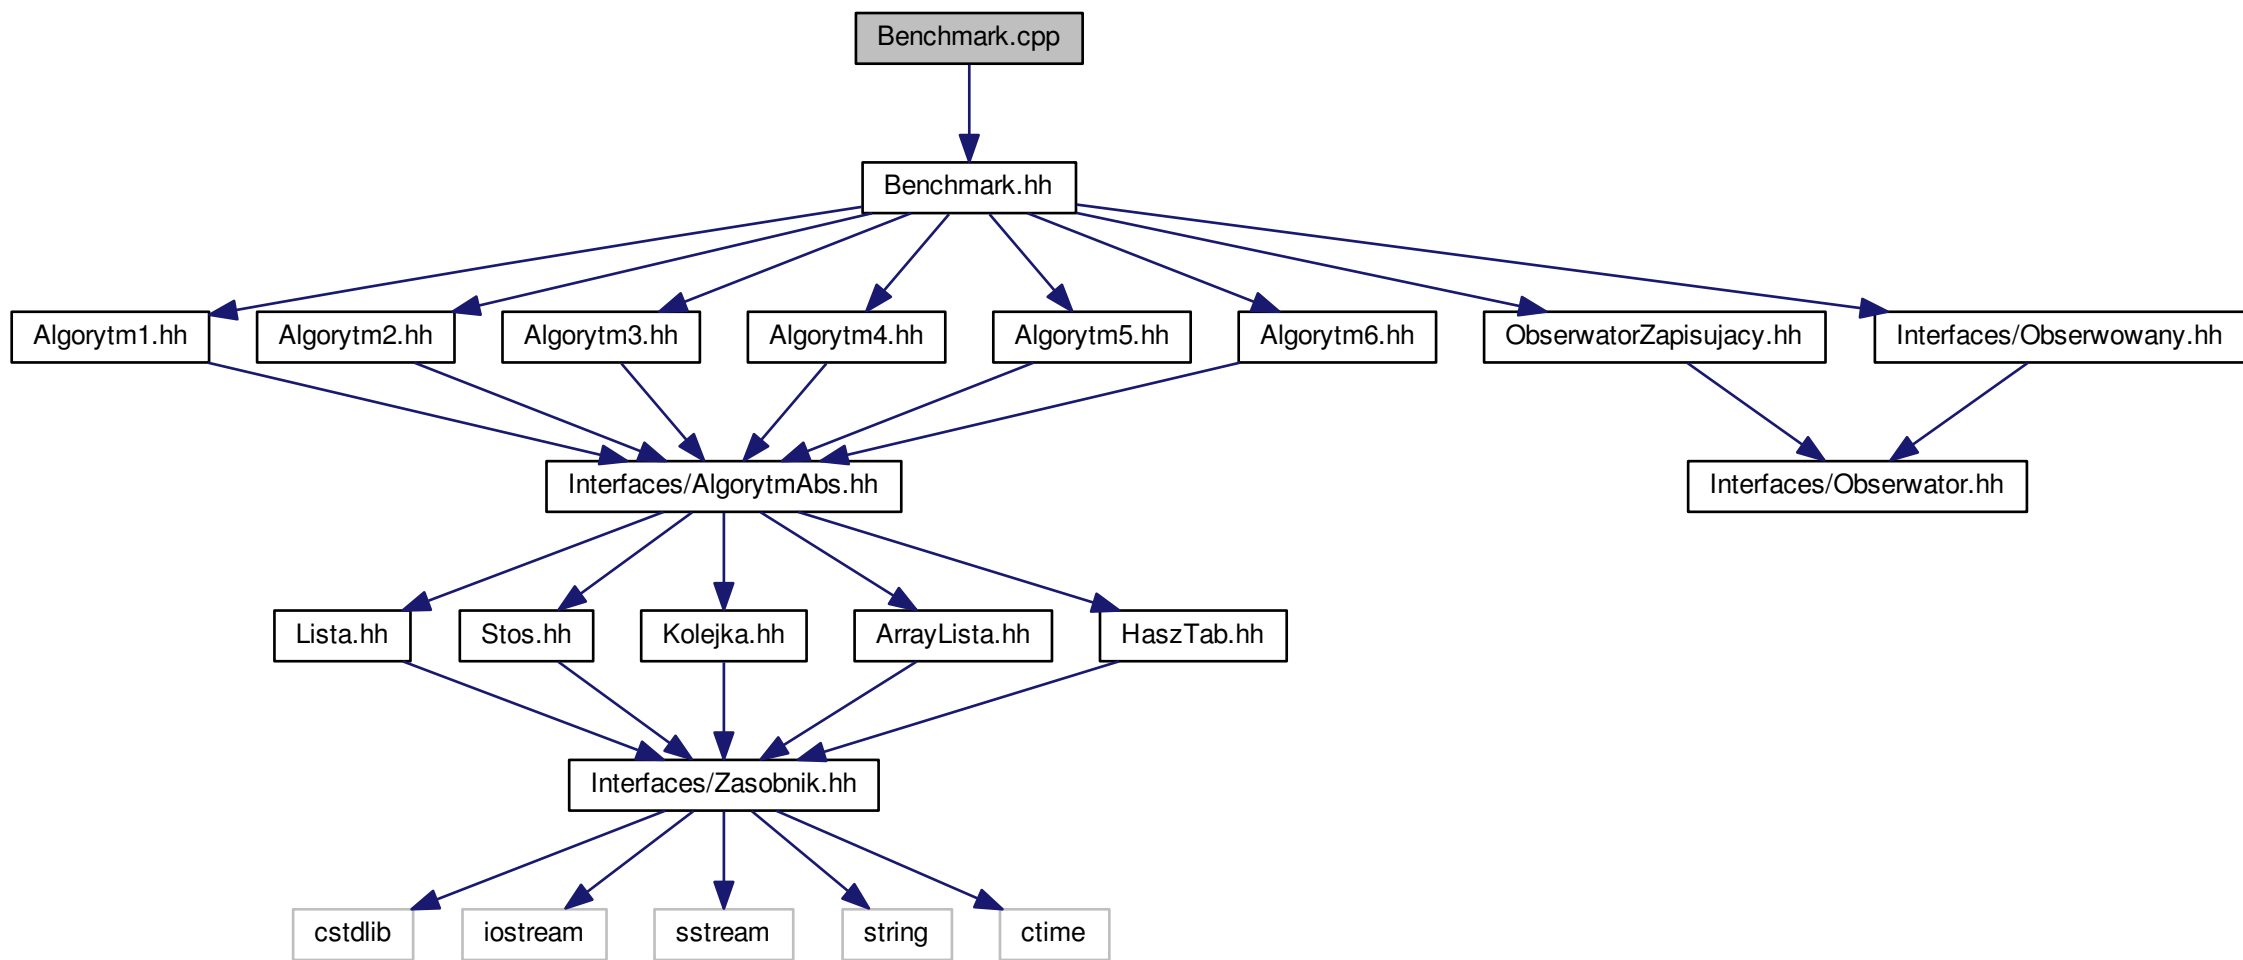 Benchmark.cpp
Benchmark.hh
Algorytm1.hh
Algorytm2.hh
Algorytm3.hh
Algorytm4.hh
Algorytm5.hh
Algorytm6.hh
ObserwatorZapisujacy.hh
Interfaces/Obserwowany.hh
Interfaces/AlgorytmAbs.hh
Interfaces/Obserwator.hh
Lista.hh
Stos.hh
Kolejka.hh
ArrayLista.hh
HaszTab.hh
Interfaces/Zasobnik.hh
cstdlib
iostream
sstream
string
ctime